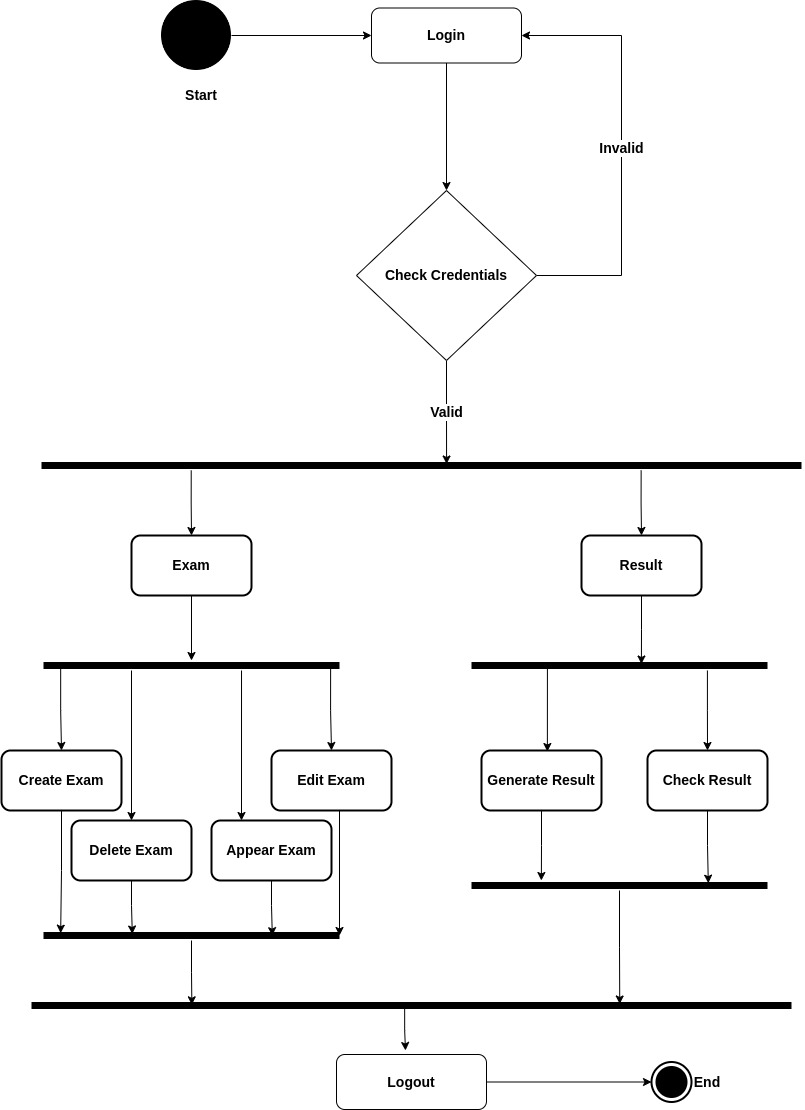 Login
Start
Invalid
Check Credentials
Valid
Exam
Result
Create Exam
Edit Exam
Generate Result
Check Result
Delete Exam
Appear Exam
Logout
End